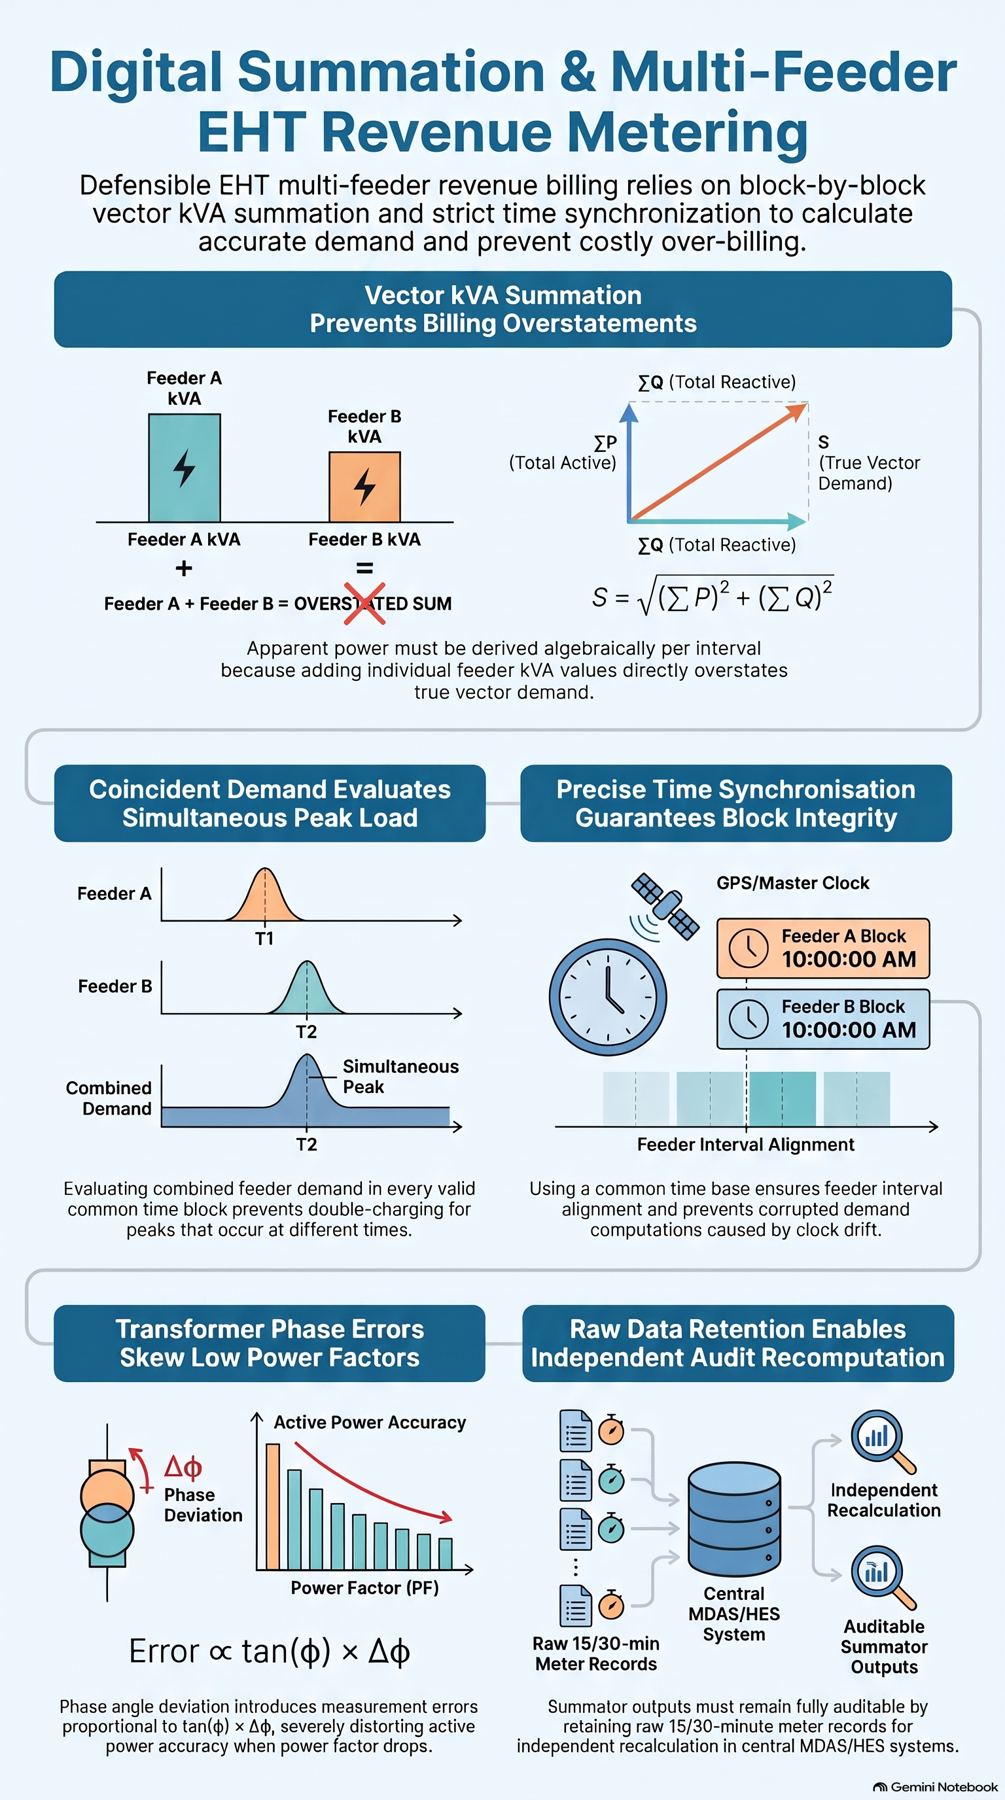 Digital Summation & Multi-Feeder
EHT Revenue Metering
Defensible EHT multi-feeder revenue billing relies on block-by-block
vector kVA summation and strict time synchronization to calculate
accurate demand and prevent costly over-billing.
Vector kVA Summation
Prevents Billing Overstatements
Feeder A
kVA
Feeder B
kVA
Feeder A kVA
Feeder B kVA
+
=
Feeder A + Feeder B = OVERSTATED SUM
∑Q (Total Reactive)
∑P
(Total Active)
S
(True Vector
Demand)
∑Q (Total Reactive)
S = √(∑ P)² + (∑ Q)²
Apparent power must be derived algebraically per interval
because adding individual feeder kVA values directly overstates
true vector demand.
Coincident Demand Evaluates
Simultaneous Peak Load
Feeder A
T1
Feeder B
T2
Combined
Demand
Simultaneous
Peak
T2
Evaluating combined feeder demand in every valid
common time block prevents double-charging for
peaks that occur at different times.
Precise Time Synchronisation
Guarantees Block Integrity
GPS/Master Clock
Feeder A Block
10:00:00 AM
Feeder B Block
10:00:00 AM
Feeder Interval Alignment
Using a common time base ensures feeder interval
alignment and prevents corrupted demand
computations caused by clock drift.
Transformer Phase Errors
Skew Low Power Factors
Δϕ
Phase
Deviation
Active Power Accuracy
Power Factor (PF)
Error ∝ tan(ϕ) × Δϕ
Phase angle deviation introduces measurement errors
proportional to tan(ϕ) × Δϕ, severely distorting active
power accuracy when power factor drops.
Raw Data Retention Enables
Independent Audit Recomputation
Raw 15/30-min
Meter Records
Central
MDAS/HES
System
Independent
Recalculation
Auditable
Summator
Outputs
Summator outputs must remain fully auditable by
retaining raw 15/30-minute meter records for
independent recalculation in central MDAS/HES systems.
Gemini Notebook